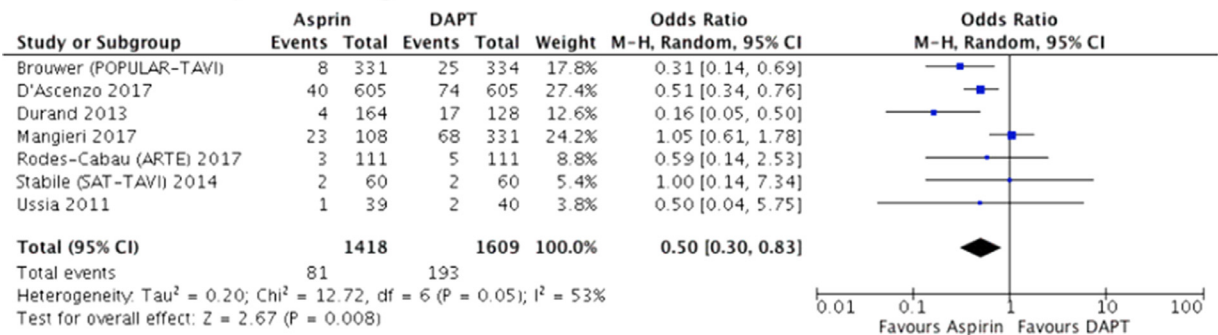 Asprin DAPT Odds Ratio Odds Ratio
Study or Subgroup Events Total Events Total Weight M-H, Random, 95% CI M-H, Random, 95% CI
Brouwer (POPULAR-TAVI) 8 331 25 334 17.8% 0.31 [0.14, 0.69]
D'Ascenzo 2017 40 605 74 605 27.4% 0.51 [0.34, 0.76]
Durand 2013 4 164 17 128 12.6% 0.16 [0.05, 0.50]
Mangieri 2017 23 108 68 331 24.2% 1.05 [0.61, 1.78]
Rodes-Cabau (ARTE) 2017 3 111 5 111 8.8% 0.59 [0.14, 2.53]
Stabile (SAT-TAVI) 2014 2 60 2 60 5.4% 1.00 [0.14, 7.34]
Ussia 2011 1 39 2 40 3.8% 0.50 [0.04, 5.75]
Total (95% CI) 1418 1609 100.0% 0.50 [0.30, 0.83]
Total events 81 193
Heterogeneity: Tau² = 0.20; Chi² = 12.72, df = 6 (P = 0.05); I² = 53%
Test for overall effect: Z = 2.67 (P = 0.008)
0.01 0.1 1 10 100
Favours Aspirin Favours DAPT